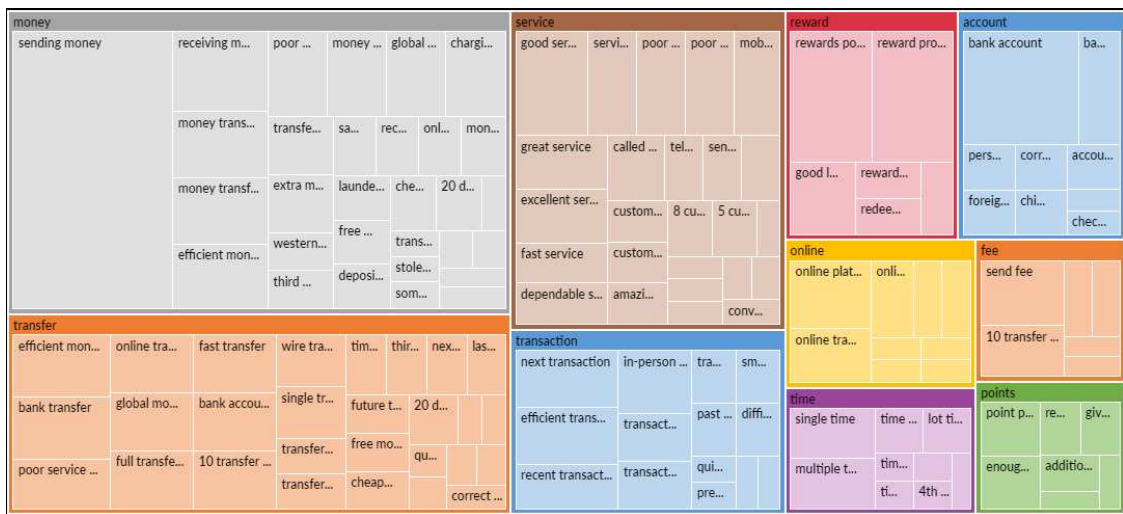 money
sending money
receiving m...
poor ...
money ...
global ...
chargi...
money trans...
transfe...
sa...
rec...
onl...
mon...
money transf...
extra m...
launde...
che...
20 d...
free ...
efficient mon...
western...
trans...
third ...
deposi...
stole...
som...
transfer
efficient mon...
online tra...
fast transfer
wire tra...
tim...
thir...
nex...
las...
bank transfer
global mo...
bank accou...
single tr...
future t...
20 d...
poor service ...
full transfe...
10 transfer ...
transfer...
free mo...
qu...
transfer...
cheap...
correct ...
service
good ser...
servi...
poor ...
poor ...
mob...
great service
called ...
tel...
sen...
excellent ser...
custom...
8 cu...
5 cu...
fast service
custom...
dependable s...
amazi...
conv...
transaction
next transaction
in-person ...
tra...
sm...
efficient trans...
transact...
past ...
diffi...
recent transact...
transact...
qui...
pre...
reward
rewards po...
reward pro...
good l...
reward...
redee...
account
bank account
ba...
pers...
corr...
accou...
foreig...
chi...
chec...
online
online plat...
onli...
online tra...
fee
send fee
10 transfer ...
time
single time
time ...
lot ti...
multiple t...
tim...
ti...
4th ...
points
point p...
re...
giv...
enoug...
additio...